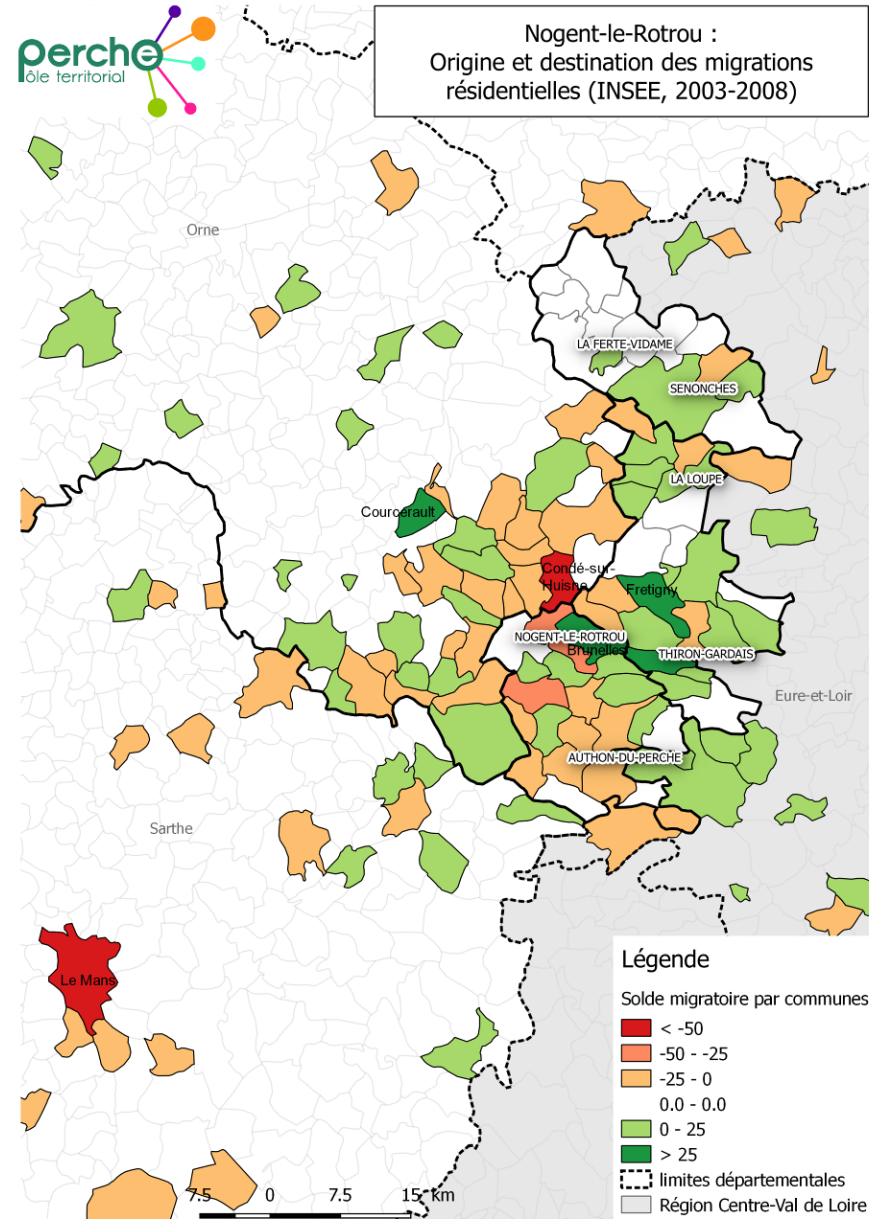 perche
pôle territorial
Nogent-le-Rotrou :
Origine et destination des migrations
résidentielles (INSEE, 2003-2008)
Orne
LA FERTE-VIDAME
SENONCHES
LA LOUPE
Courcerault
Condé-sur-
Huisne
Fretigny
NOGENT-LE-ROTROU
Brunelles
THIRON-GARDAIS
Eure-et-Loir
AUTHON-DU-PERCHE
Sarthe
Le Mans
Légende
Solde migratoire par communes
< -50
-50 - -25
-25 - 0
0.0 - 0.0
0 - 25
> 25
limites départementales
Région Centre-Val de Loire
7.5 0 7.5 15 km